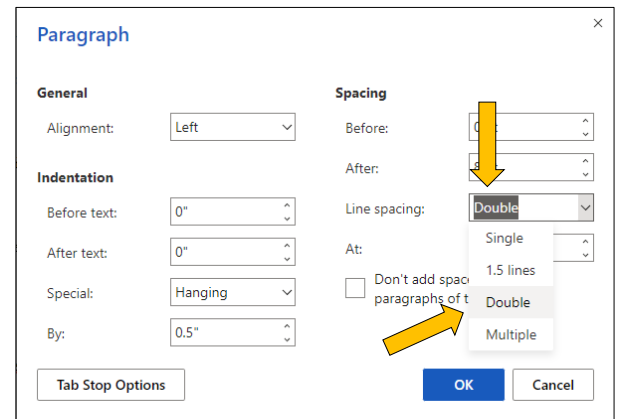 Paragraph
General
Alignment: Left
Indentation
Before text: 0"
After text: 0"
Special: Hanging
By: 0.5"
Tab Stop Options
Spacing
Before:
After:
Line spacing: Double
Single
1.5 lines
Double
Multiple
At:
Don't add
paragraphs of
OK Cancel